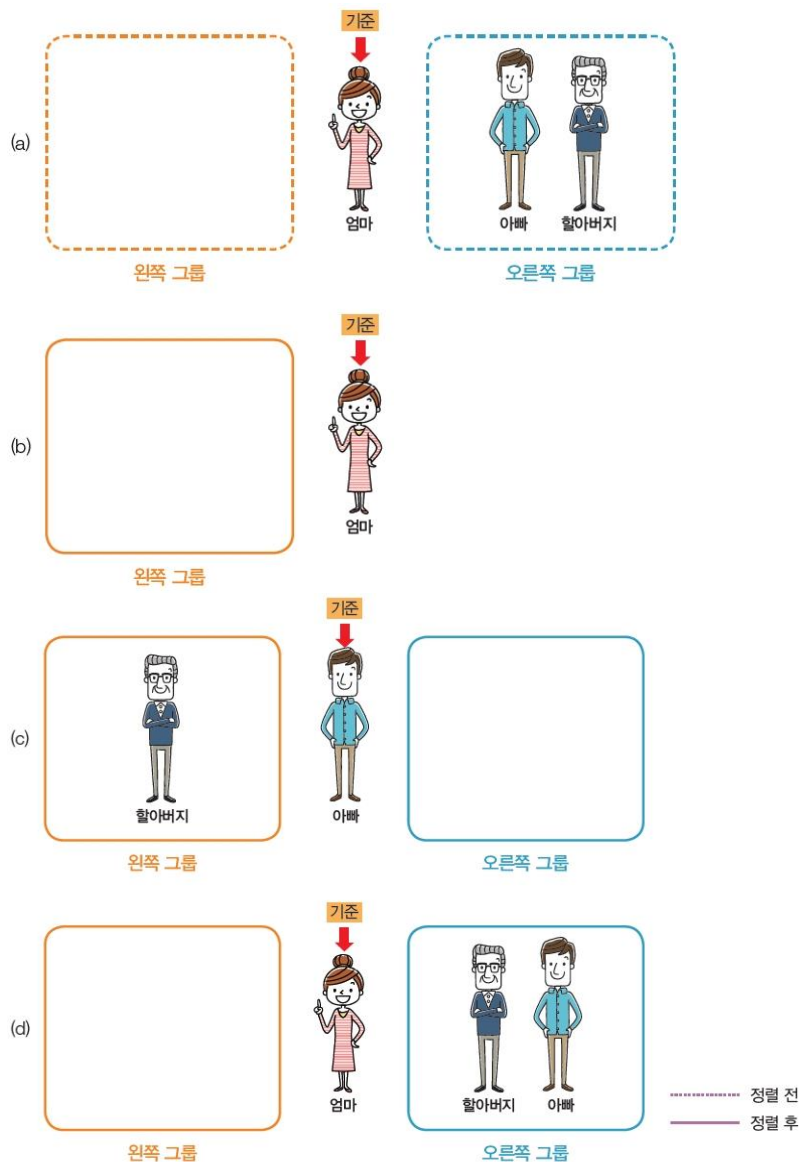 기준
(a)
엄마
아빠
할아버지
왼쪽 그룹
오른쪽 그룹
기준
(b)
엄마
왼쪽 그룹
기준
(c)
할아버지
아빠
왼쪽 그룹
오른쪽 그룹
기준
(d)
엄마
할아버지
아빠
정렬 전
정렬 후
왼쪽 그룹
오른쪽 그룹